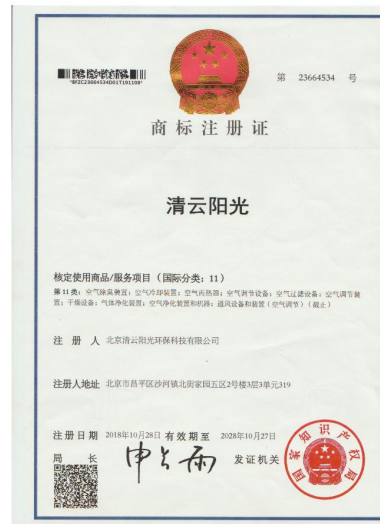 第 23664534 号
*BFZC23664534D01T191108*
商标注册证
清云阳光
核定使用商品/服务项目（国际分类：11）
第11类：空气除臭装置；空气冷却装置；空气再热器；空气调节设备；空气过滤设备；空气调节装
置；干燥设备；气体净化装置；空气净化装置和机器；通风设备和装置（空气调节）（截止）
注册人 北京清云阳光环保科技有限公司
注册人地址 北京市昌平区沙河镇北街家园五区2号楼3层3单元319
注册日期 2018年10月28日 有效期至 2028年10月27日
局长 申长雨 发证机关
国家知识产权局